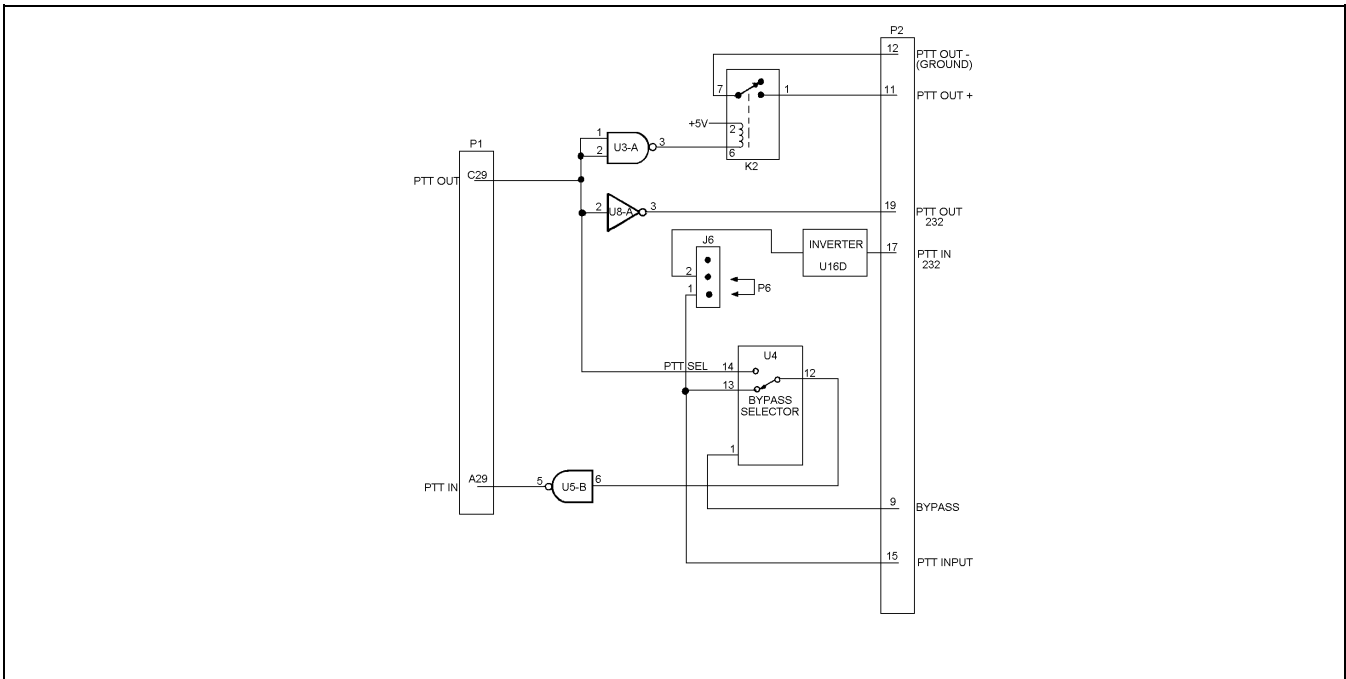 P2
12 PTT OUT -
(GROUND)
7 1 11 PTT OUT +
+5V 2
1
2 U3-A 3
6
K2
P1
PTT OUT C29
2 U8-A 3 19 PTT OUT
232
J6
INVERTER
U16D
17 PTT IN
232
2
1 P6
U4
PTT SEL 14
12
13
BYPASS
SELECTOR
1
A29
PTT IN 5 U5-B 6
9 BYPASS
15 PTT INPUT